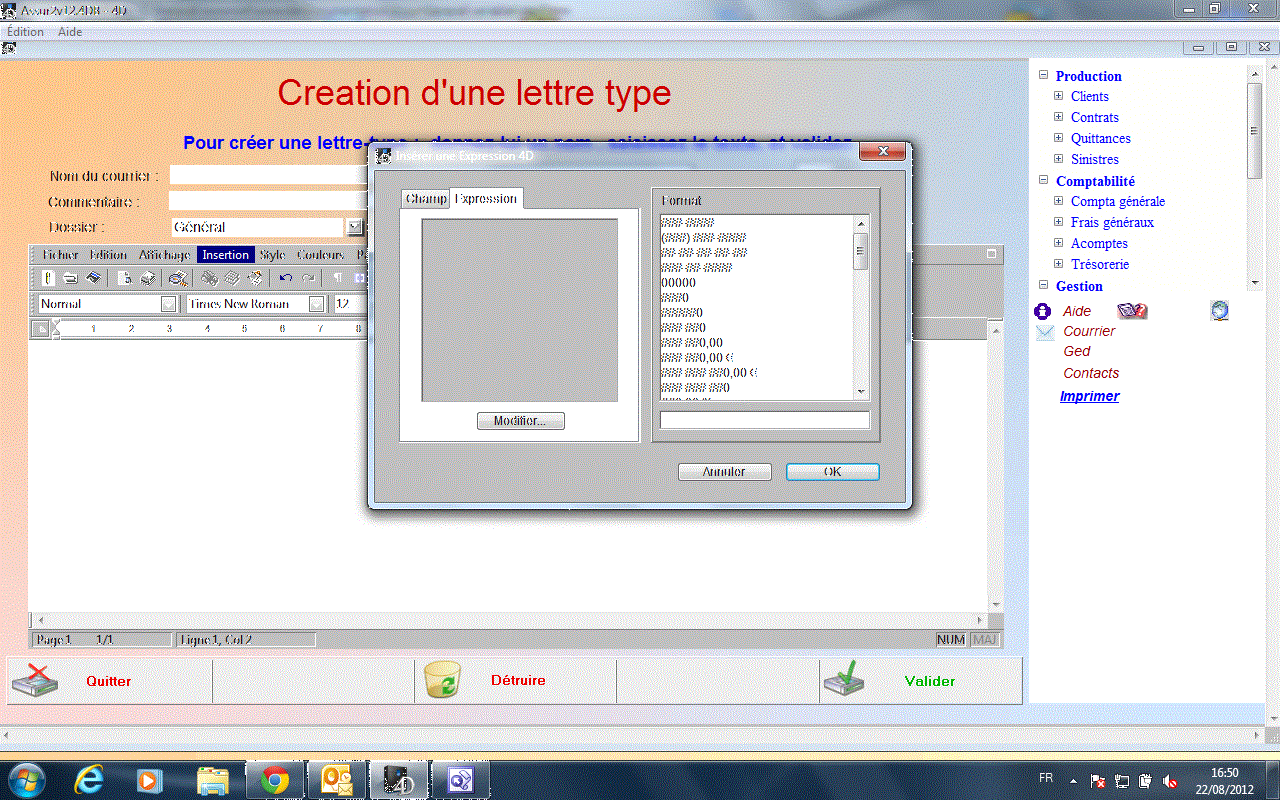 Assur2v12.4DB - 4D
Édition Aide
Creation d'une lettre type
Pour créer une lettre type : donnez-lui un nom, saisissez le texte, et validez
Nom du courrier :
Commentaire :
Dossier : Général
Fichier Edition Affichage Insertion Style Couleurs
Normal Times New Roman 12
1 2 3 4 5 6 7 8
Insérer une Expression 4D
Champ Expression
Modifier...
Format
### ####
(###) ### ####
## ## ## ## ##
### ## ####
00000
###0
#####0
### ##0
### ##0,00
### ##0,00 €
### ### ##0,00 €
### ### ##0
Annuler OK
Page 1 1/1 Ligne 1, Col 2 NUM MAJ
Quitter Détruire Valider
Production
Clients
Contrats
Quittances
Sinistres
Comptabilité
Compta générale
Frais généraux
Acomptes
Trésorerie
Gestion
Aide
Courrier
Ged
Contacts
Imprimer
FR
16:50
22/08/2012